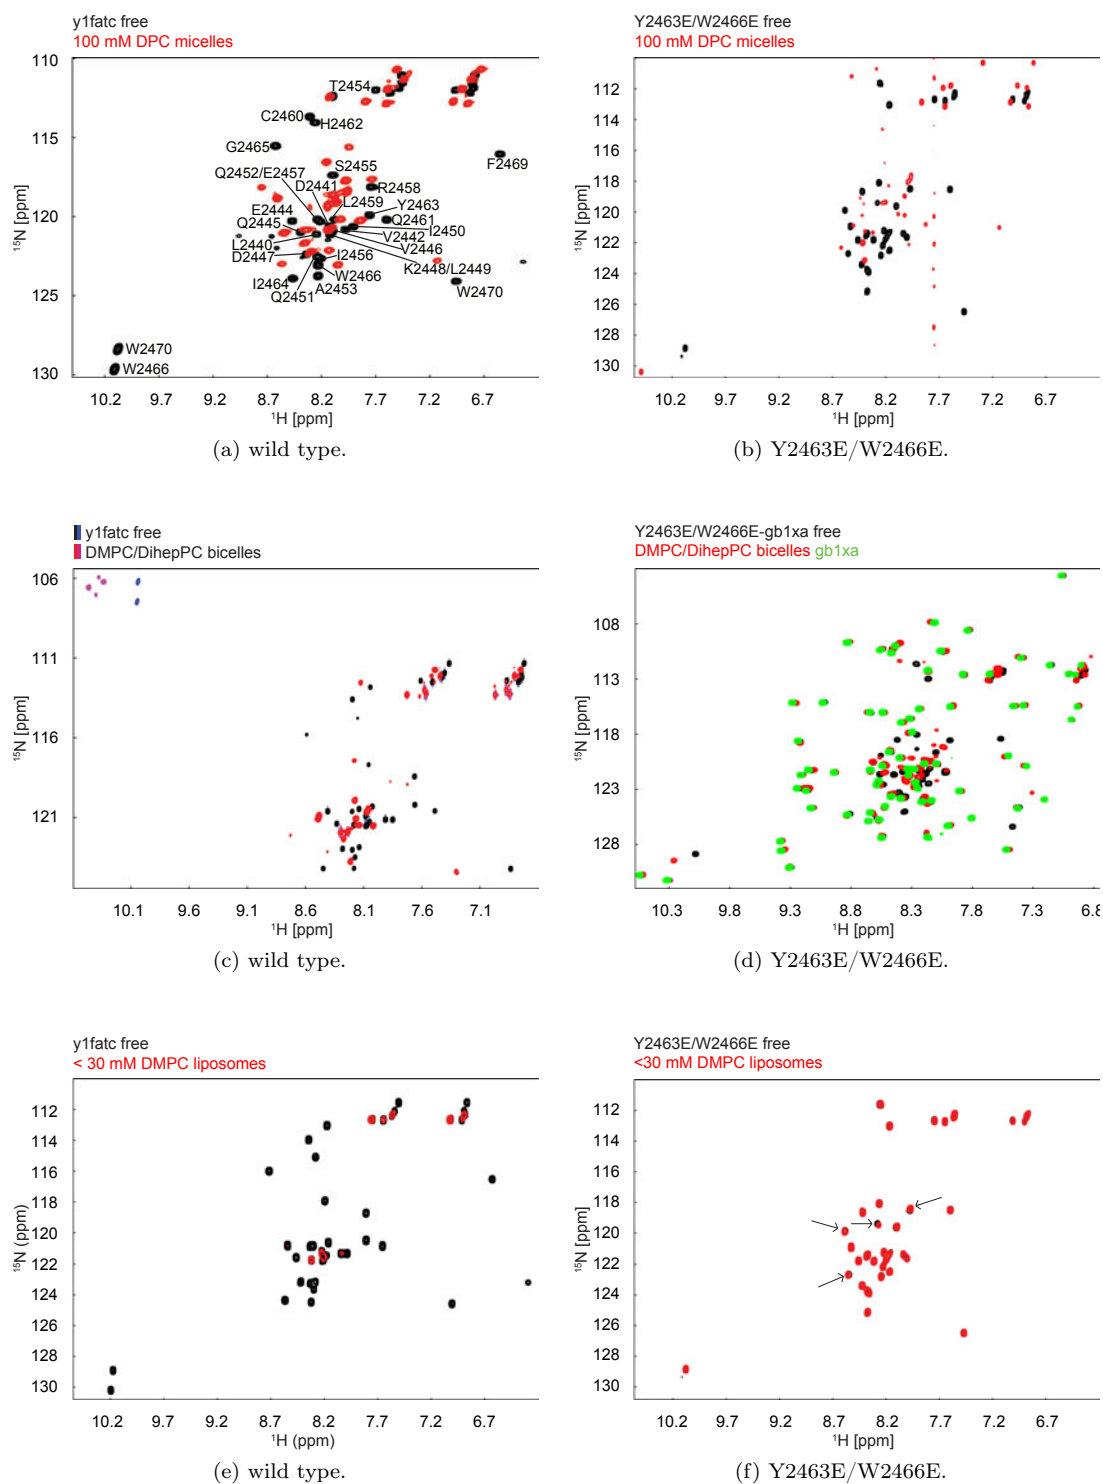 y1fatc free
100 mM DPC micelles
110
115
120
125
130
10.2 9.7 9.2 8.7 8.2 7.7 7.2 6.7
¹⁵N [ppm]
¹H [ppm]
T2454
C2460
H2462
G2465
F2469
S2455
Q2452/E2457
D2441
R2458
L2459
Y2463
E2444
Q2461
Q2445
I2450
L2440
V2442
D2447
V2446
I2456
K2448/L2449
W2466
I2464
A2453
W2470
Q2451
W2470
W2466
(a) wild type.
Y2463E/W2466E free
100 mM DPC micelles
112
114
116
118
120
122
124
126
128
130
10.2 9.7 9.2 8.7 8.2 7.7 7.2 6.7
¹⁵N [ppm]
¹H [ppm]
(b) Y2463E/W2466E.
y1fatc free
DMPC/DihepPC bicelles
106
111
116
121
10.1 9.6 9.1 8.6 8.1 7.6 7.1
¹⁵N [ppm]
¹H [ppm]
(c) wild type.
Y2463E/W2466E-gb1xa free
DMPC/DihepPC bicelles gb1xa
108
113
118
123
128
10.3 9.8 9.3 8.8 8.3 7.8 7.3 6.8
¹⁵N [ppm]
¹H [ppm]
(d) Y2463E/W2466E.
y1fatc free
< 30 mM DMPC liposomes
112
114
116
118
120
122
124
126
128
130
10.2 9.7 9.2 8.7 8.2 7.7 7.2 6.7
¹⁵N (ppm)
¹H (ppm)
(e) wild type.
Y2463E/W2466E free
<30 mM DMPC liposomes
112
114
116
118
120
122
124
126
128
130
10.2 9.7 9.2 8.7 8.2 7.7 7.2 6.7
¹⁵N [ppm]
¹H [ppm]
(f) Y2463E/W2466E.